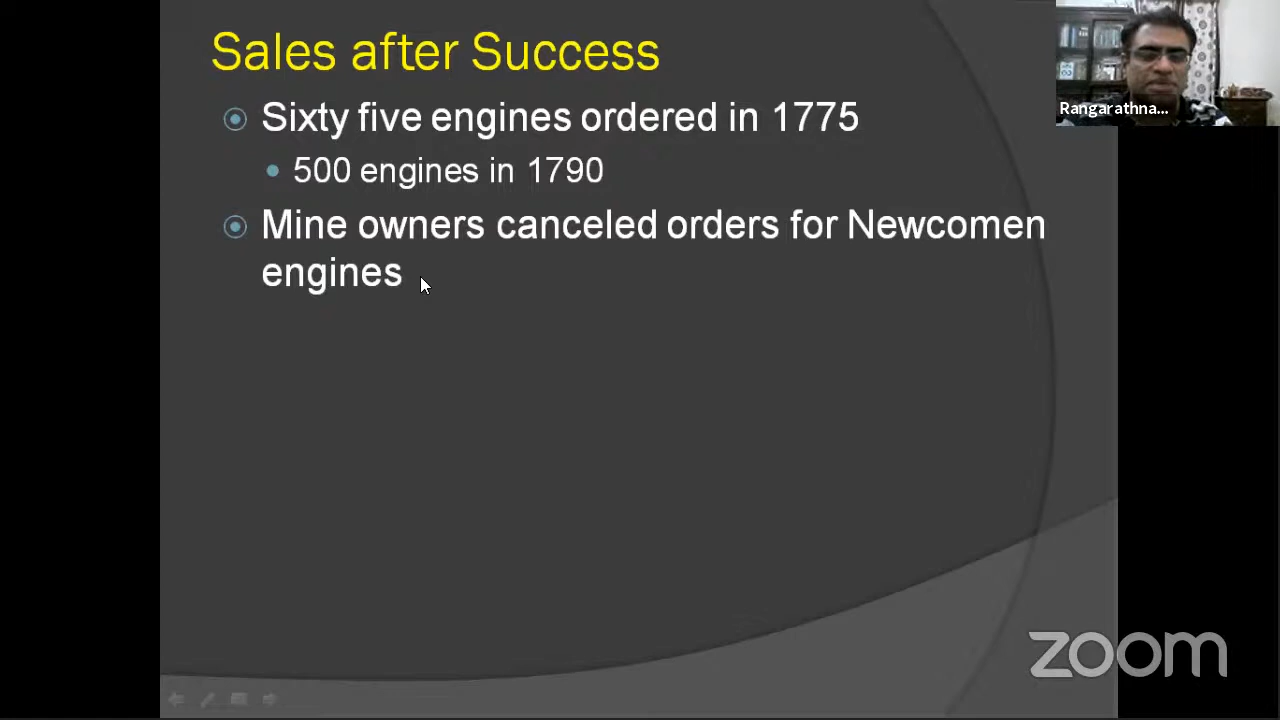 Sales after Success
Sixty five engines ordered in 1775
500 engines in 1790
Mine owners canceled orders for Newcomen
engines
Rangarathna...
zoom